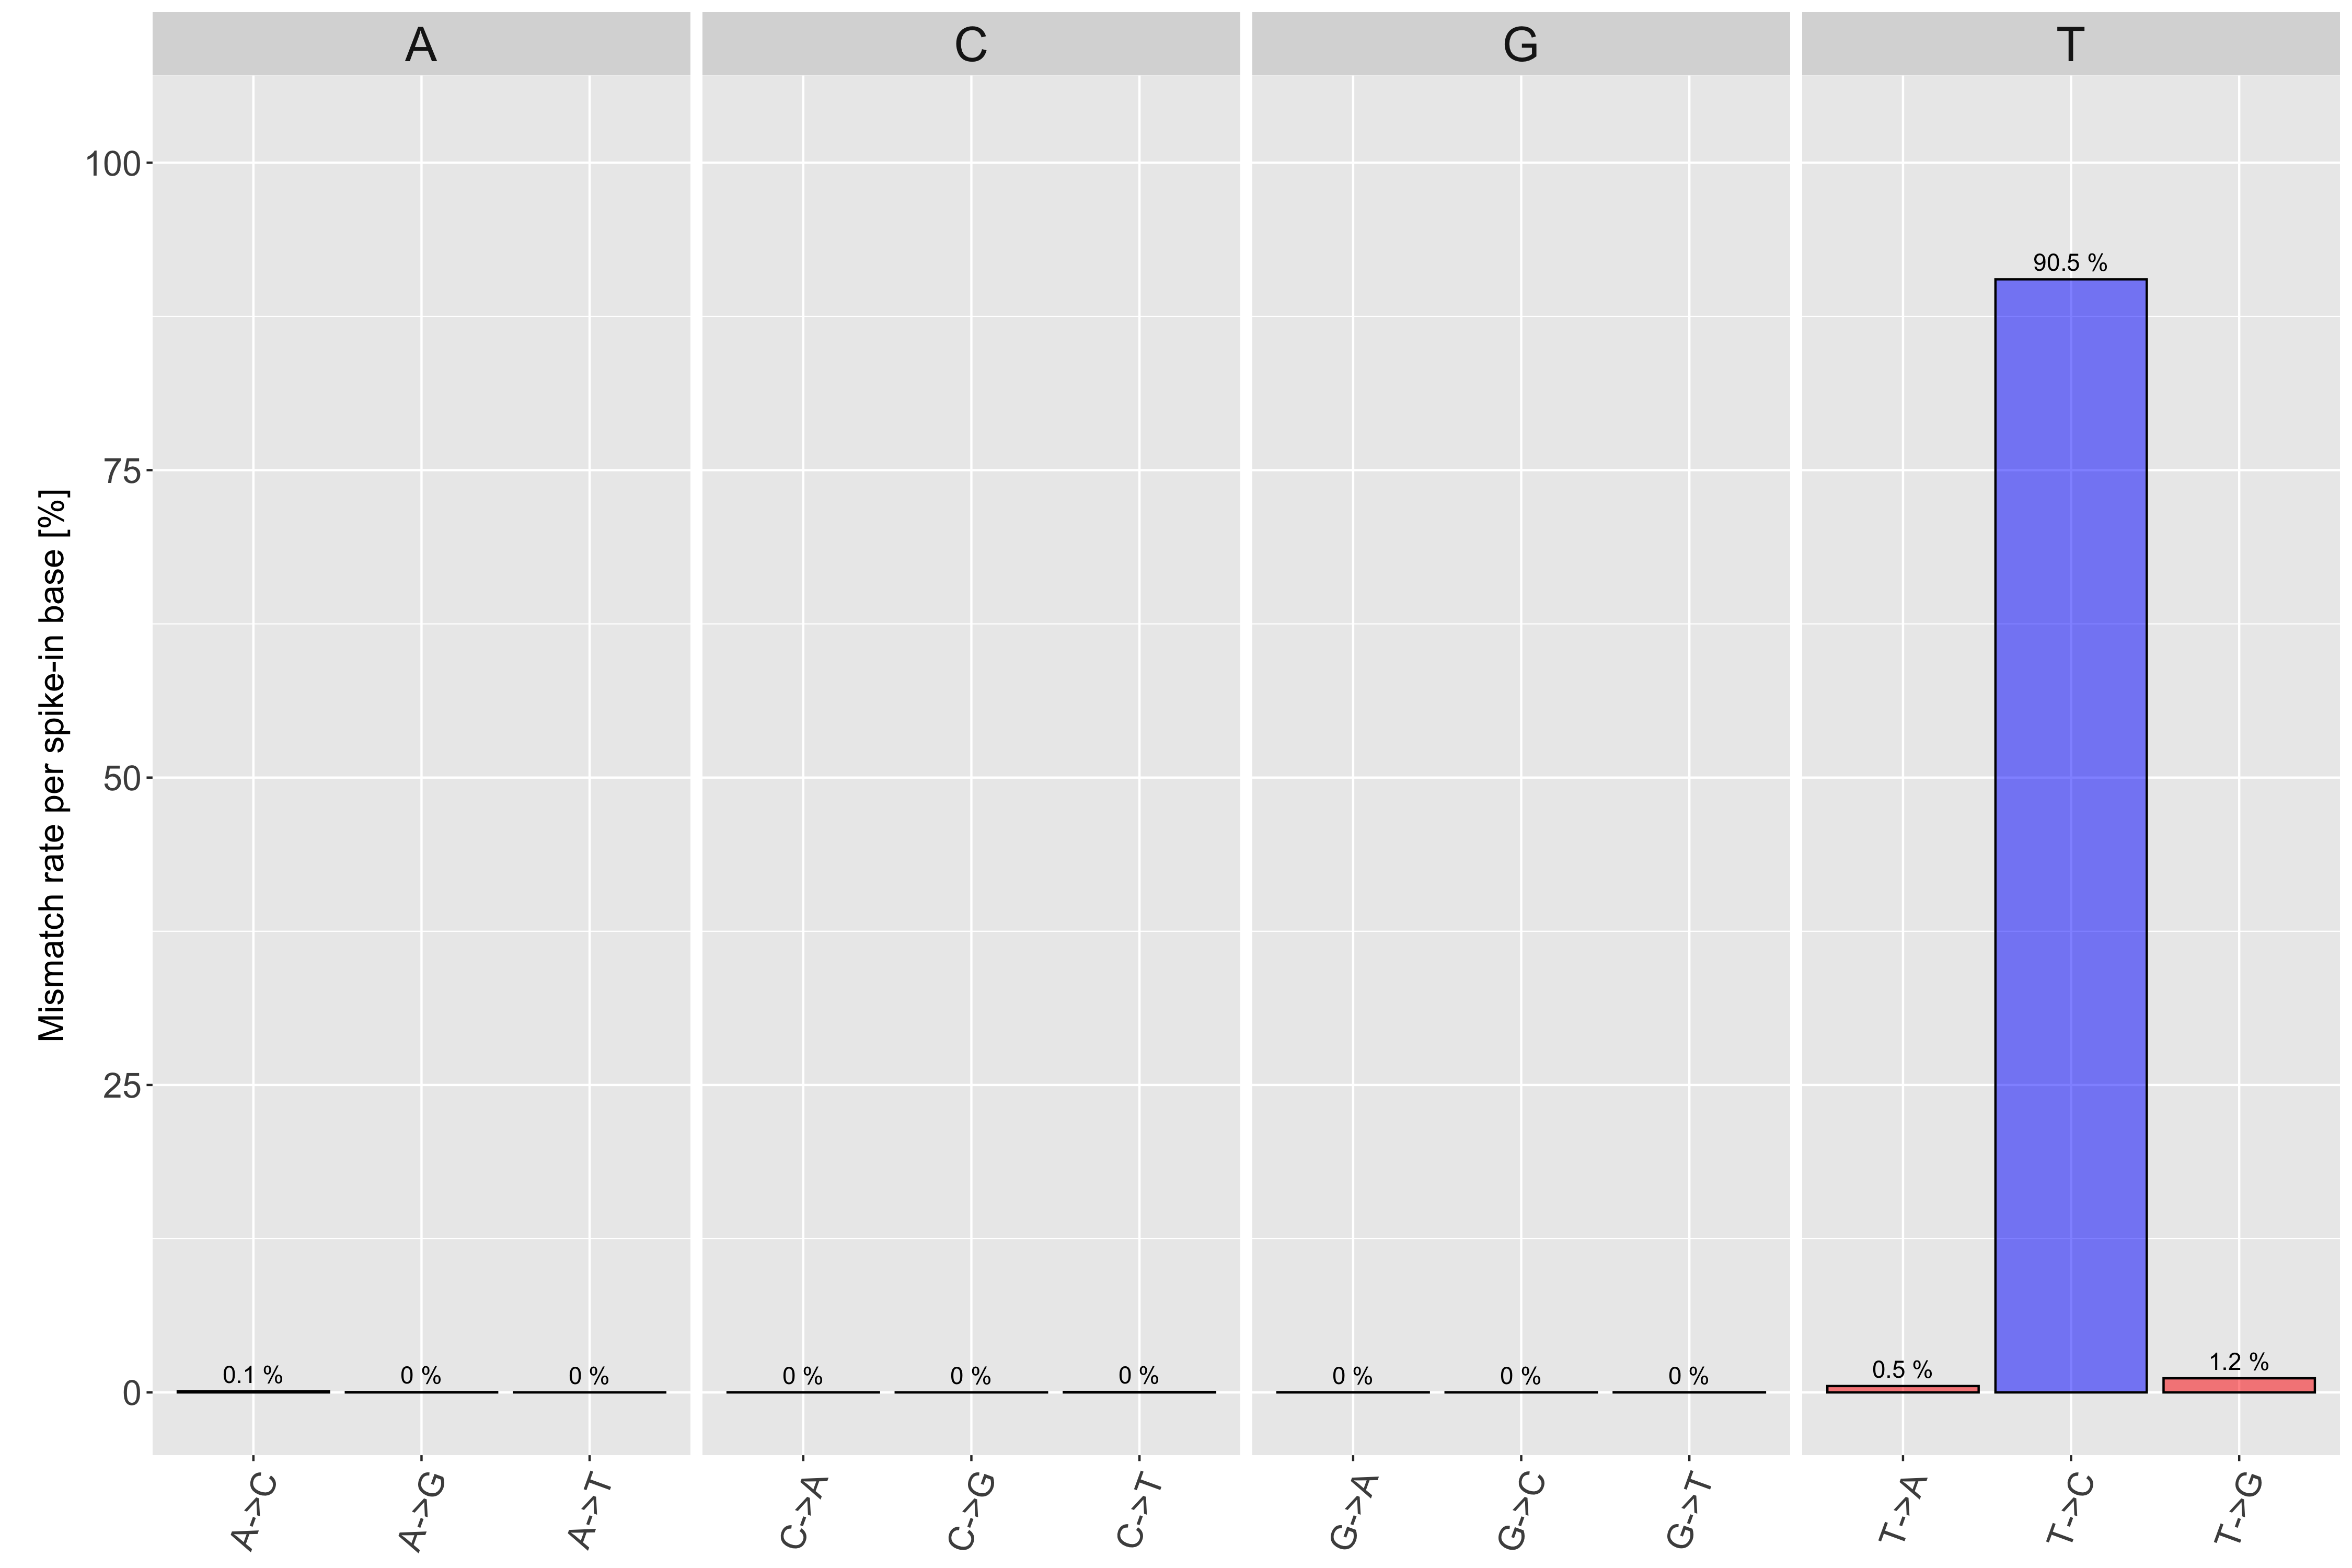 A
C
G
T
Mismatch rate per spike-in base [%]
100
75
50
25
0
0.1 %
0 %
0 %
0 %
0 %
0 %
0 %
0 %
0 %
0.5 %
90.5 %
1.2 %
A->C
A->G
A->T
C->A
C->G
C->T
G->A
G->C
G->T
T->A
T->C
T->G